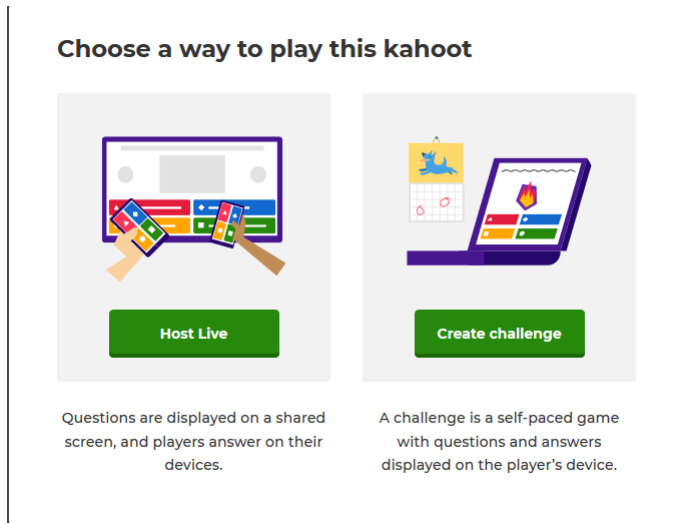 Choose a way to play this kahoot
Host Live
Questions are displayed on a shared
screen, and players answer on their
devices.
Create challenge
A challenge is a self-paced game
with questions and answers
displayed on the player’s device.